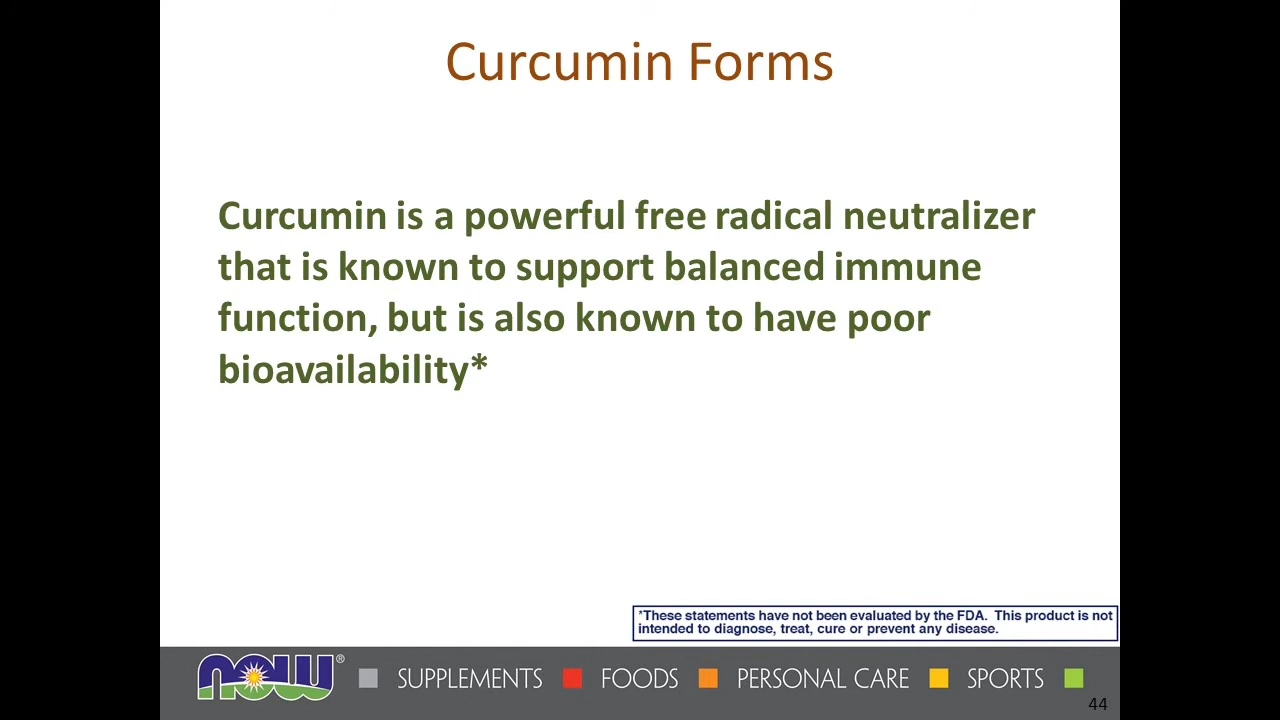 Curcumin Forms
Curcumin is a powerful free radical neutralizer
that is known to support balanced immune
function, but is also known to have poor
bioavailability*
*These statements have not been evaluated by the FDA. This product is not
intended to diagnose, treat, cure or prevent any disease.
now® SUPPLEMENTS FOODS PERSONAL CARE SPORTS
44